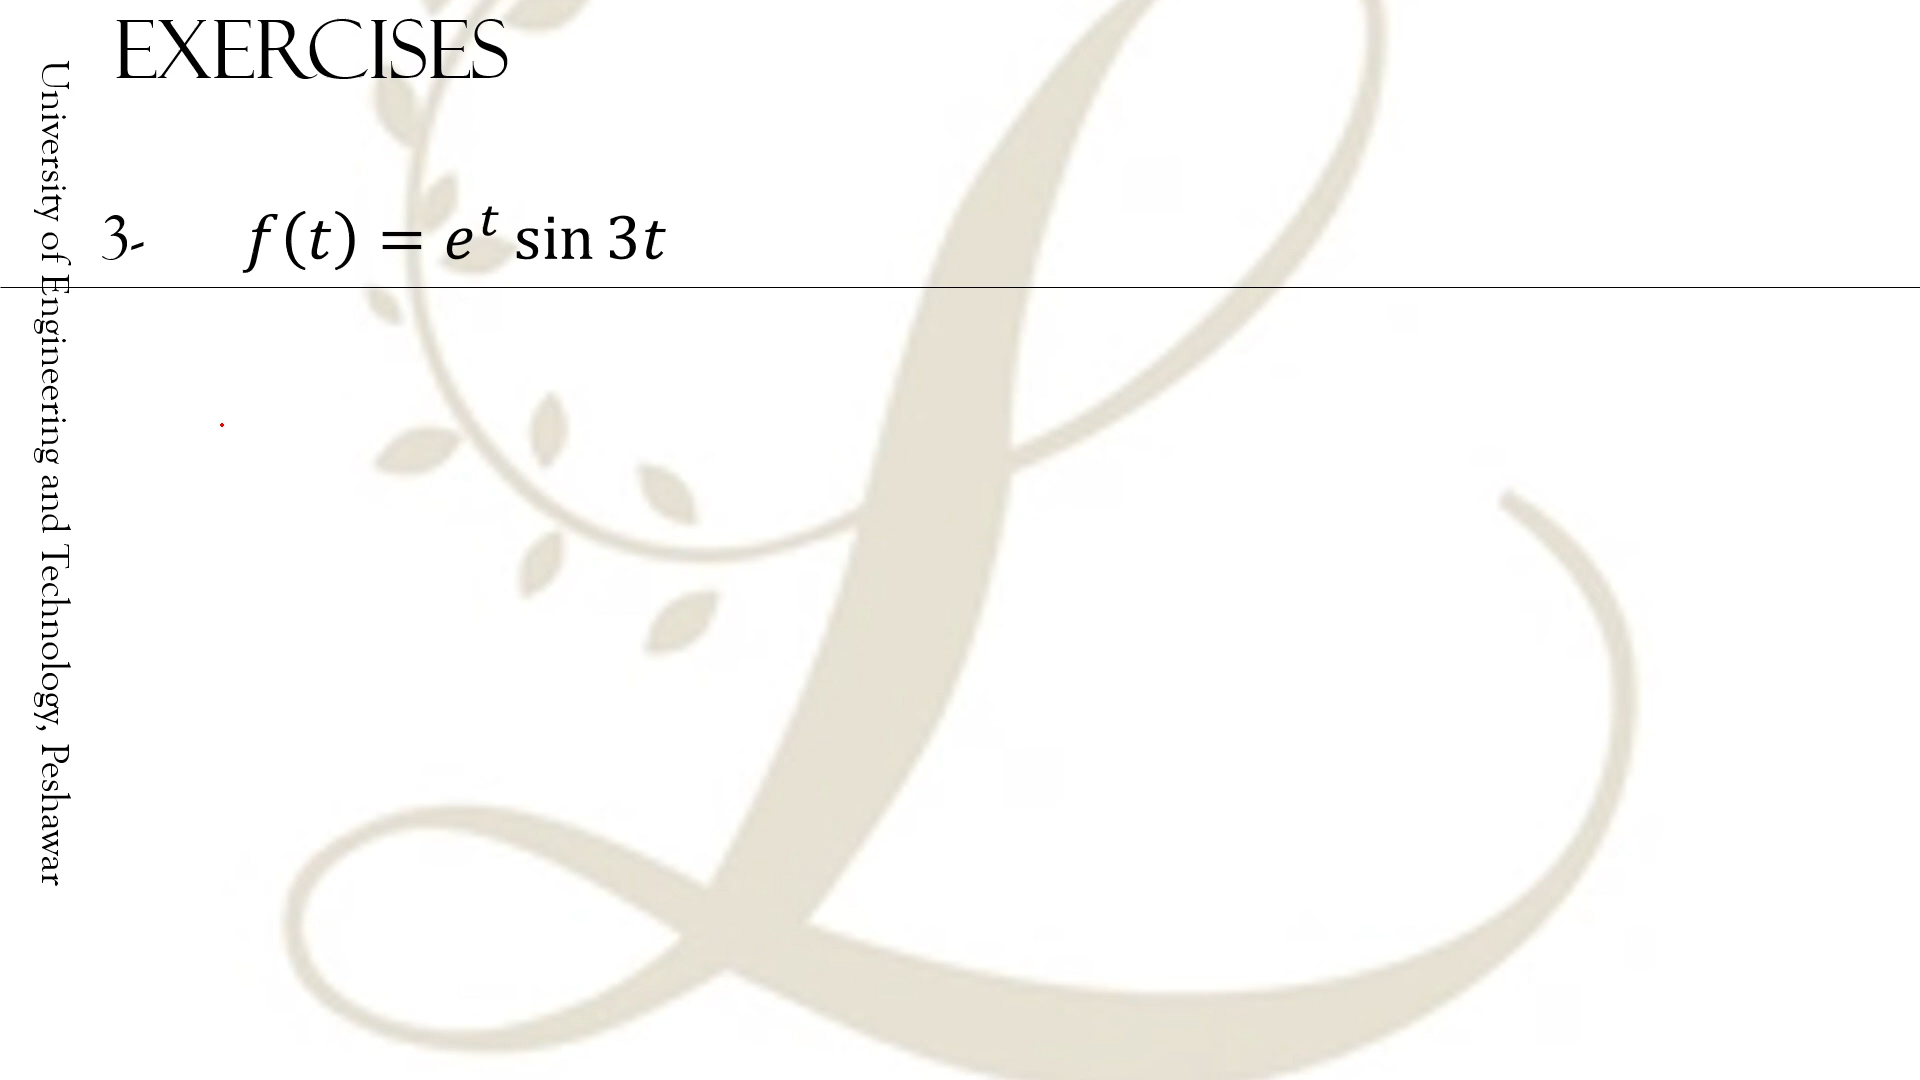 EXERCISES
3- f(t) = e^t sin 3t
University of Engineering and Technology, Peshawar